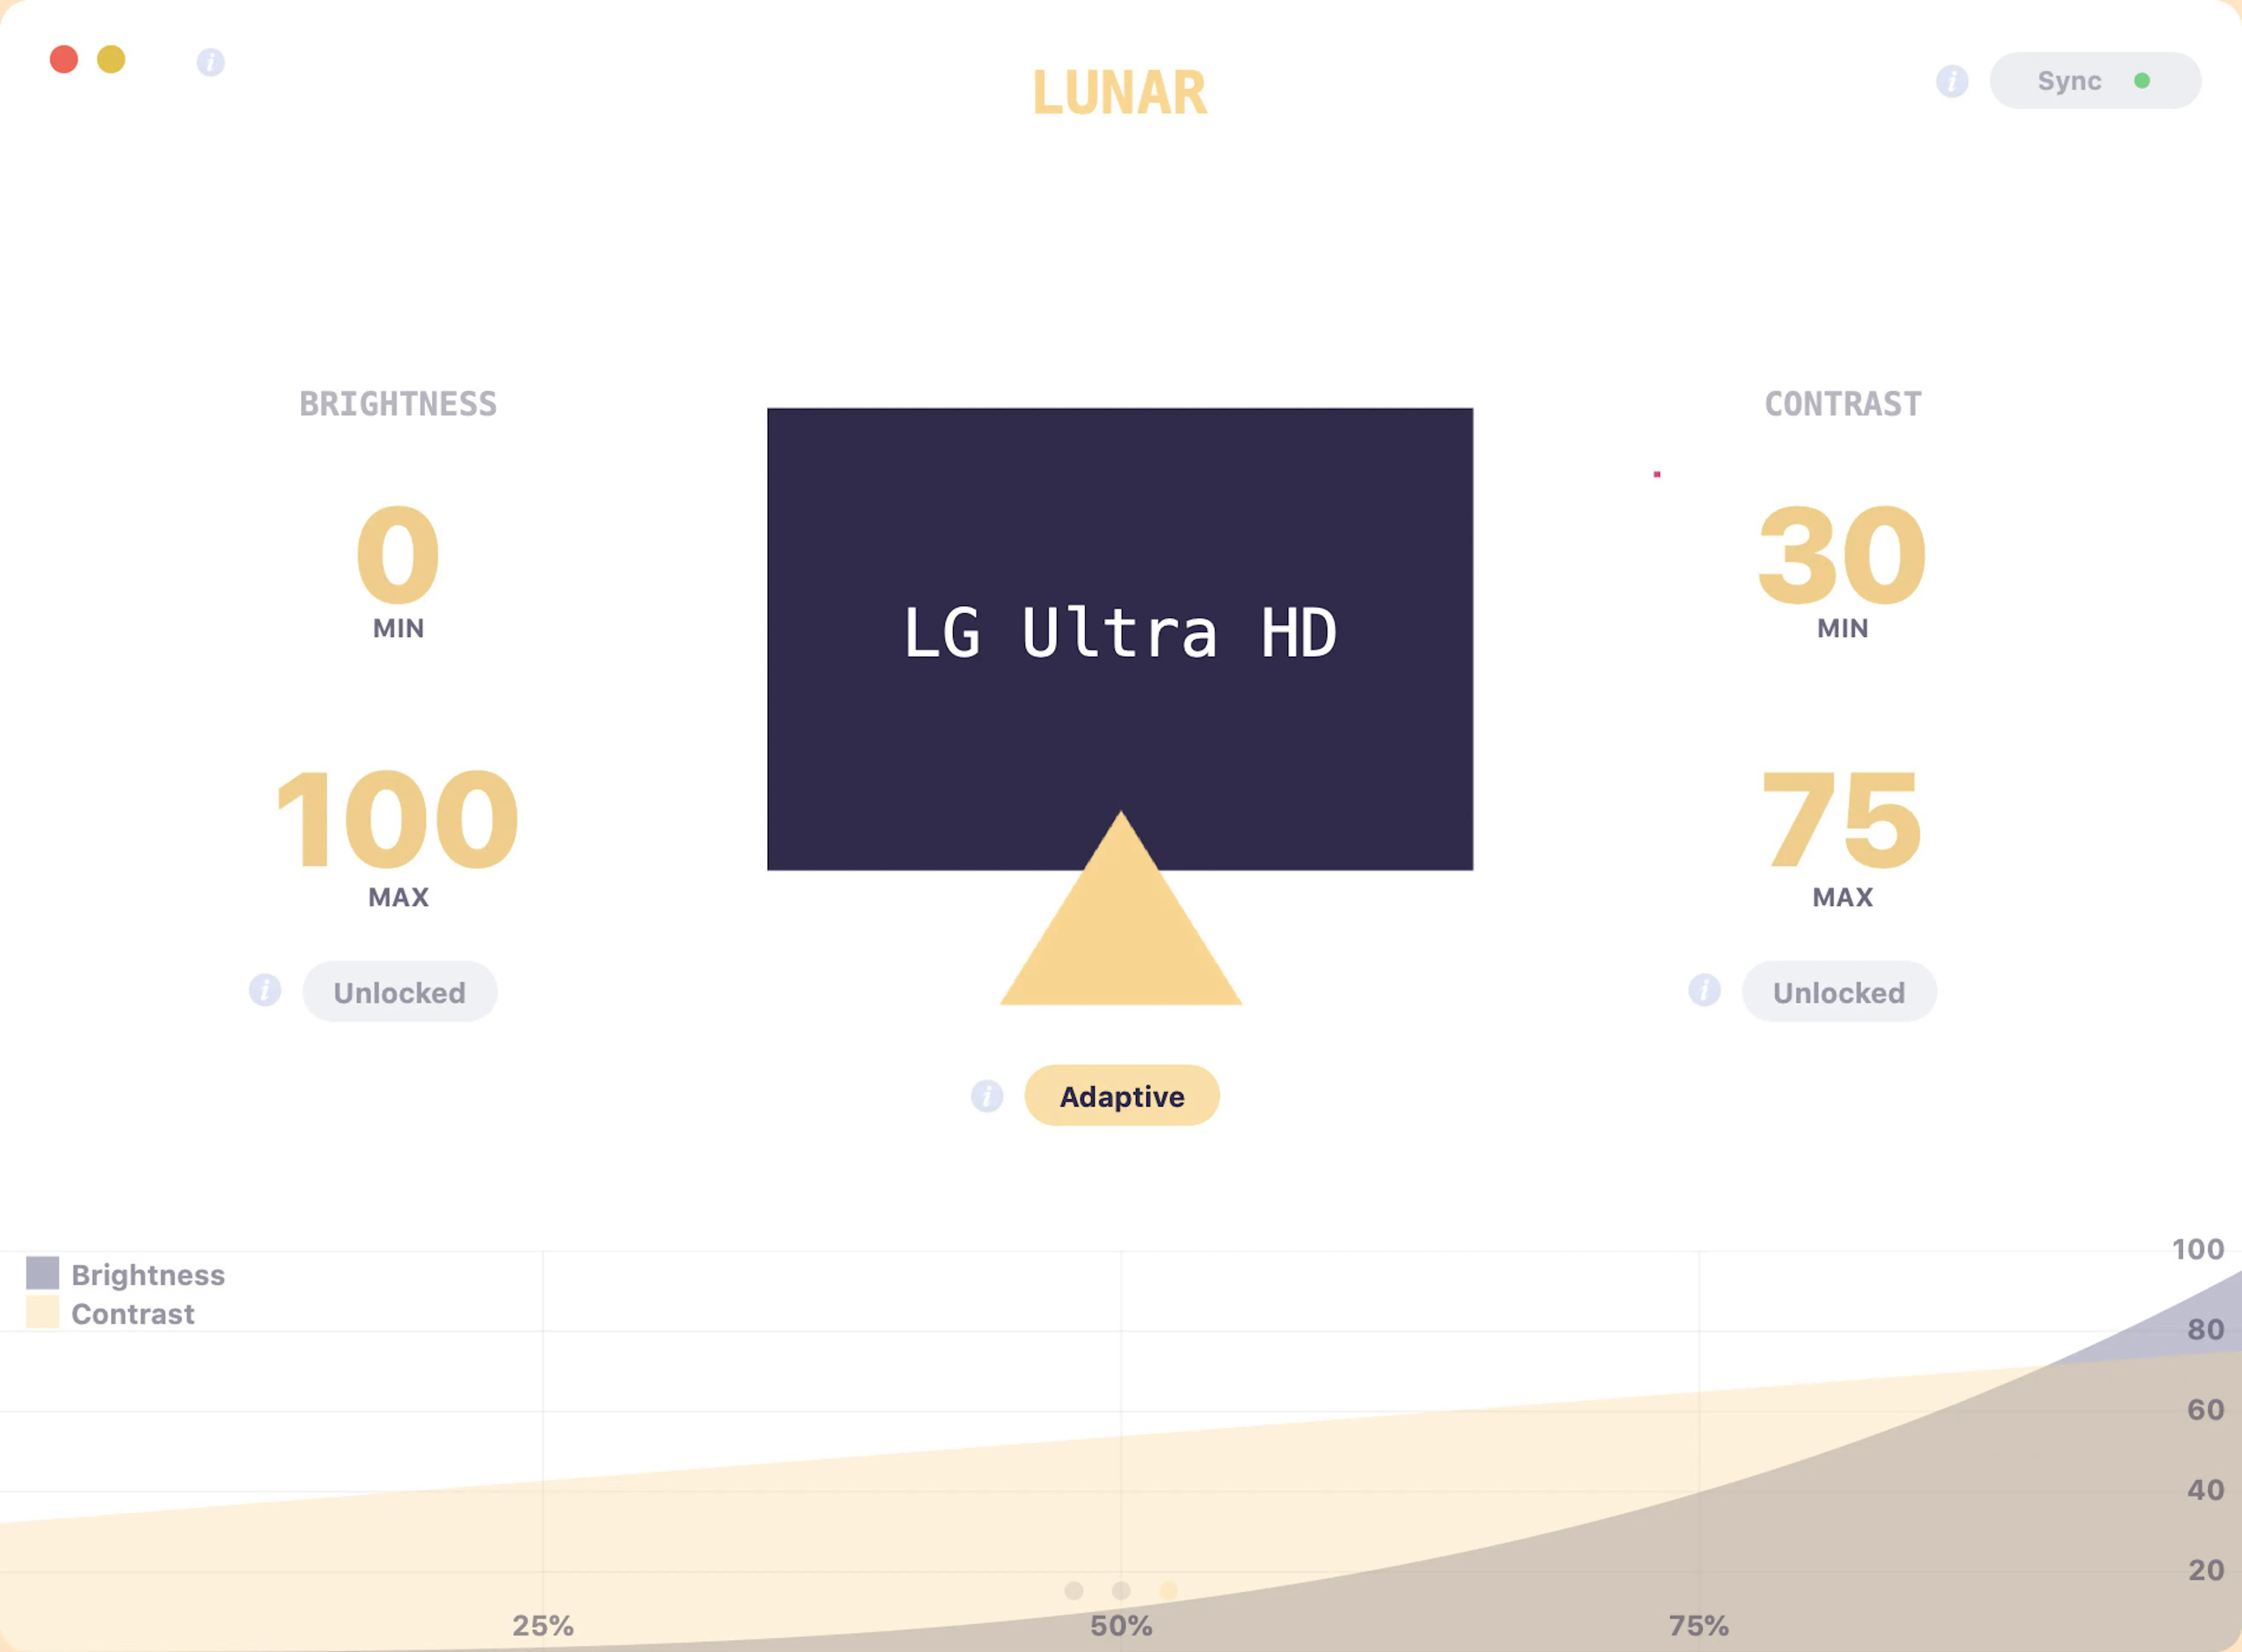 LUNAR
Sync
BRIGHTNESS
0
MIN
100
MAX
Unlocked
LG Ultra HD
Adaptive
CONTRAST
30
MIN
75
MAX
Unlocked
Brightness
Contrast
100
80
60
40
20
25%
50%
75%